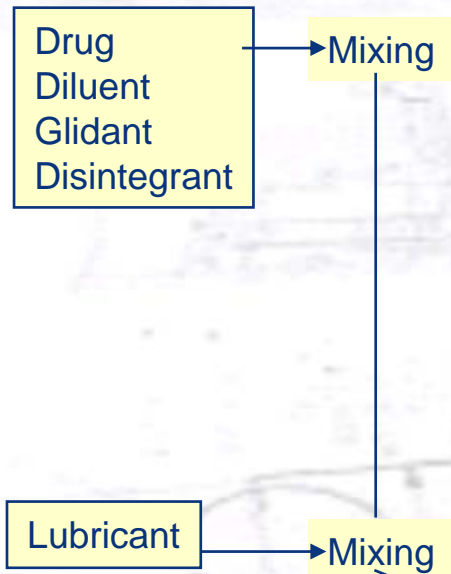 Drug
Diluent
Glidant
Disintegrant
Mixing
Lubricant
Mixing